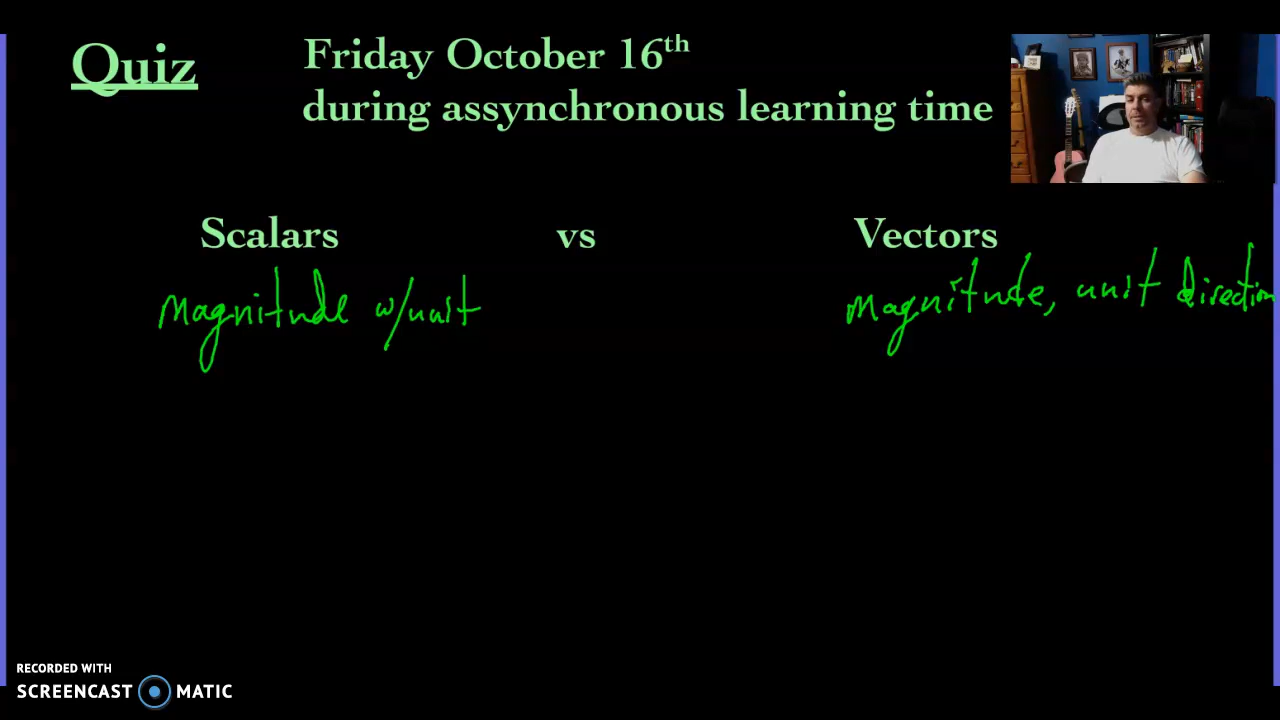 Quiz
Friday October 16th
during assynchronous learning time
Scalars vs Vectors
Magnitude w/unit
Magnitude, unit direction
RECORDED WITH
SCREENCAST MATIC